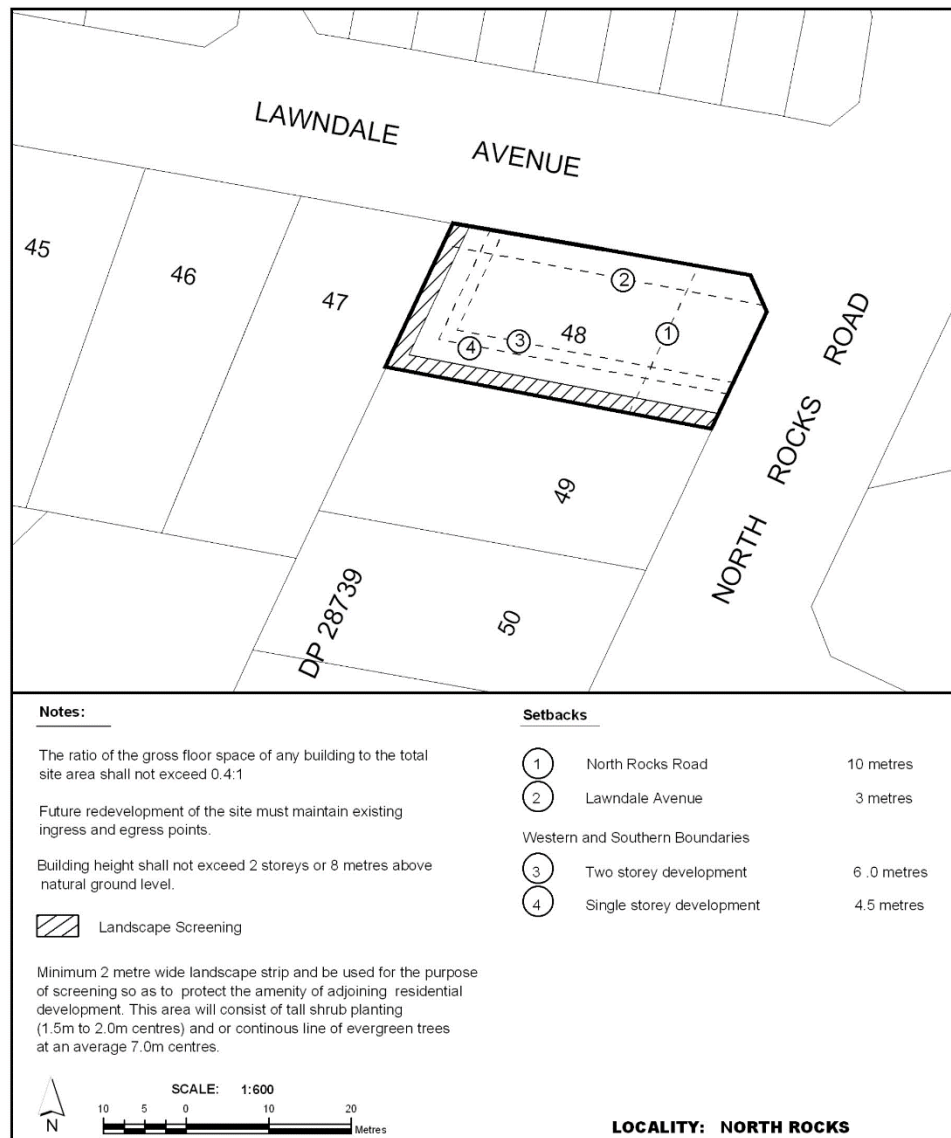 LAWNDALE AVENUE
45
46
47
48
1
2
3
4
49
50
DP 28739
NORTH ROCKS ROAD
Notes:
The ratio of the gross floor space of any building to the total
site area shall not exceed 0.4:1
Future redevelopment of the site must maintain existing
ingress and egress points.
Building height shall not exceed 2 storeys or 8 metres above
natural ground level.
Landscape Screening
Minimum 2 metre wide landscape strip and be used for the purpose
of screening so as to protect the amenity of adjoining residential
development. This area will consist of tall shrub planting
(1.5m to 2.0m centres) and or continous line of evergreen trees
at an average 7.0m centres.
Setbacks
1 North Rocks Road 10 metres
2 Lawndale Avenue 3 metres
Western and Southern Boundaries
3 Two storey development 6 .0 metres
4 Single storey development 4.5 metres
N
SCALE: 1:600
10 5 0 10 20
Metres
LOCALITY: NORTH ROCKS